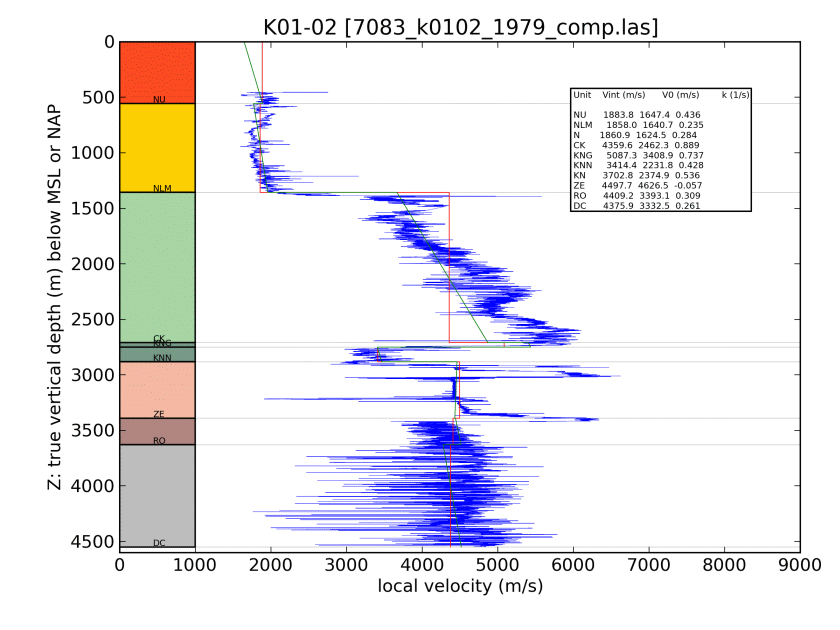 K01-02 [7083_k0102_1979_comp.las]
Z: true vertical depth (m) below MSL or NAP
0
500
1000
1500
2000
2500
3000
3500
4000
4500
NU
NLM
CK
KNG
KNN
ZE
RO
DC
Unit Vint (m/s) V0 (m/s) k (1/s)
NU 1883.8 1647.4 0.436
NLM 1858.0 1640.7 0.235
N 1860.9 1624.5 0.284
CK 4359.6 2462.3 0.889
KNG 5087.3 3408.9 0.737
KNN 3414.4 2231.8 0.428
KN 3702.8 2374.9 0.536
ZE 4497.7 4626.5 -0.057
RO 4409.2 3393.1 0.309
DC 4375.9 3332.5 0.261
0 1000 2000 3000 4000 5000 6000 7000 8000 9000
local velocity (m/s)